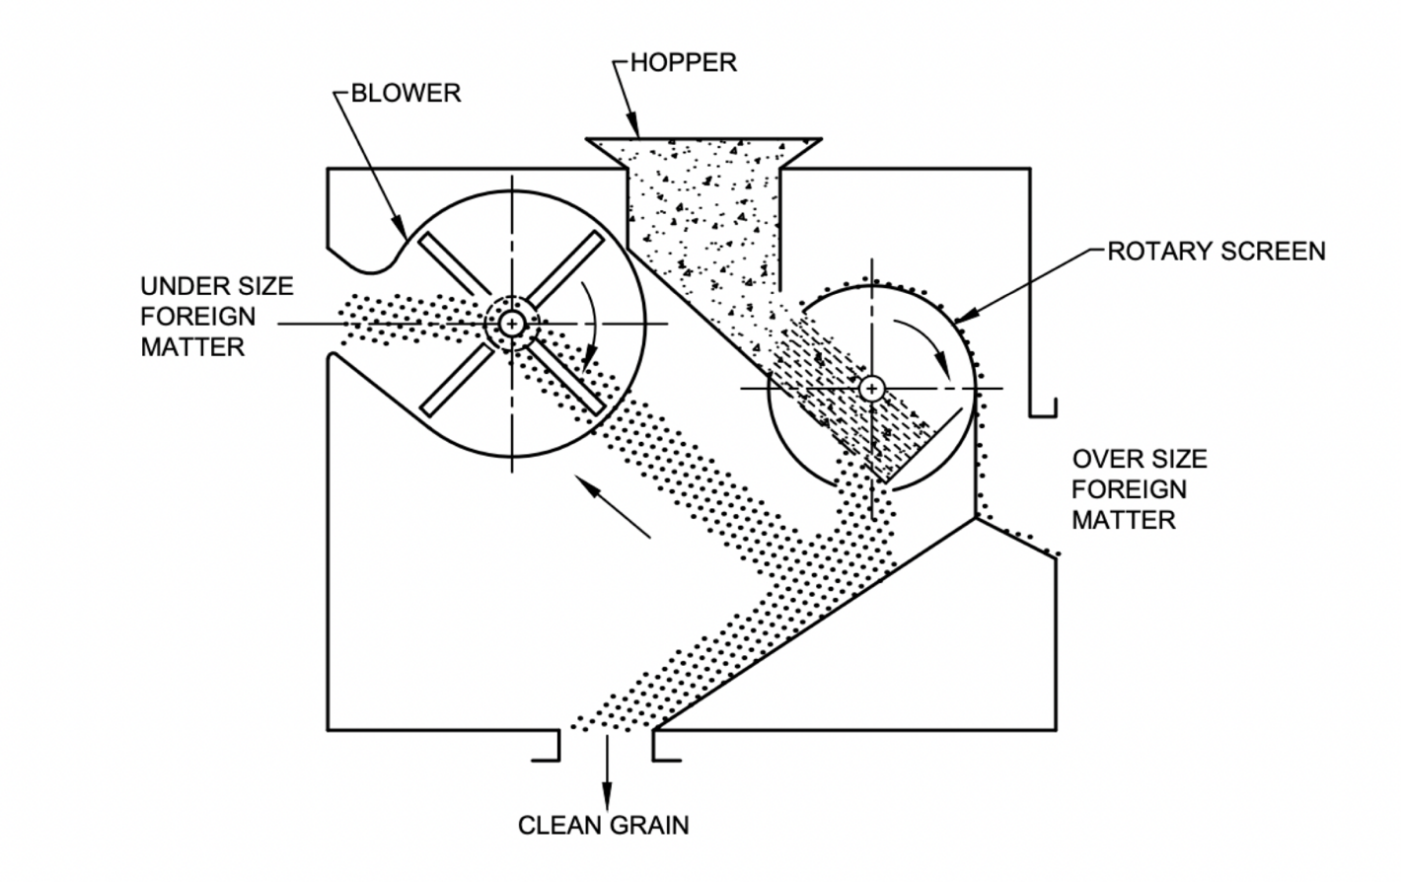 HOPPER
BLOWER
ROTARY SCREEN
UNDER SIZE
FOREIGN
MATTER
OVER SIZE
FOREIGN
MATTER
CLEAN GRAIN